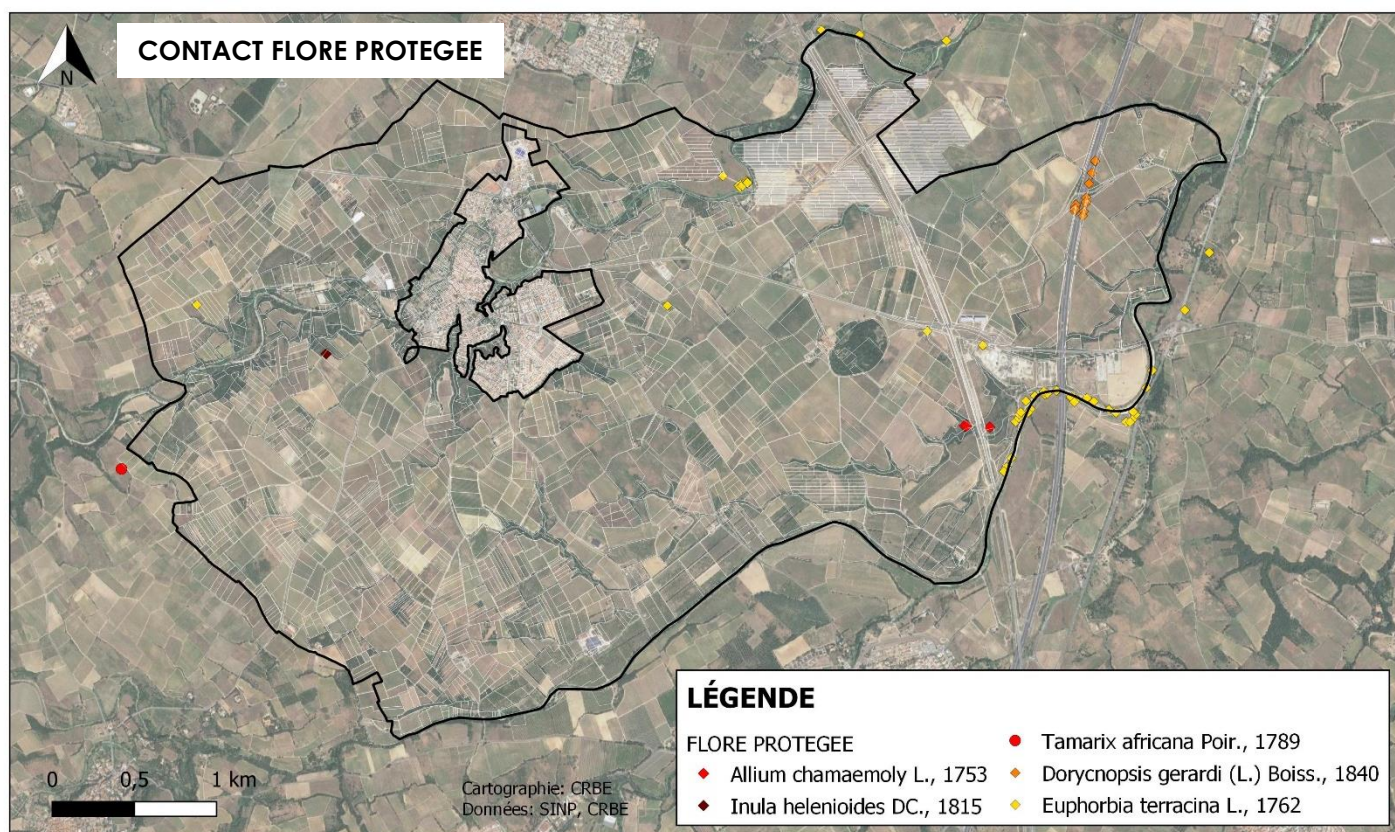 CONTACT FLORE PROTEGEE
N
0 0,5 1 km
Cartographie: CRBE
Données: SINP, CRBE
LÉGENDE
FLORE PROTEGEE
Allium chamaemoly L., 1753
Inula helenioides DC., 1815
Tamarix africana Poir., 1789
Dorycnopsis gerardi (L.) Boiss., 1840
Euphorbia terracina L., 1762